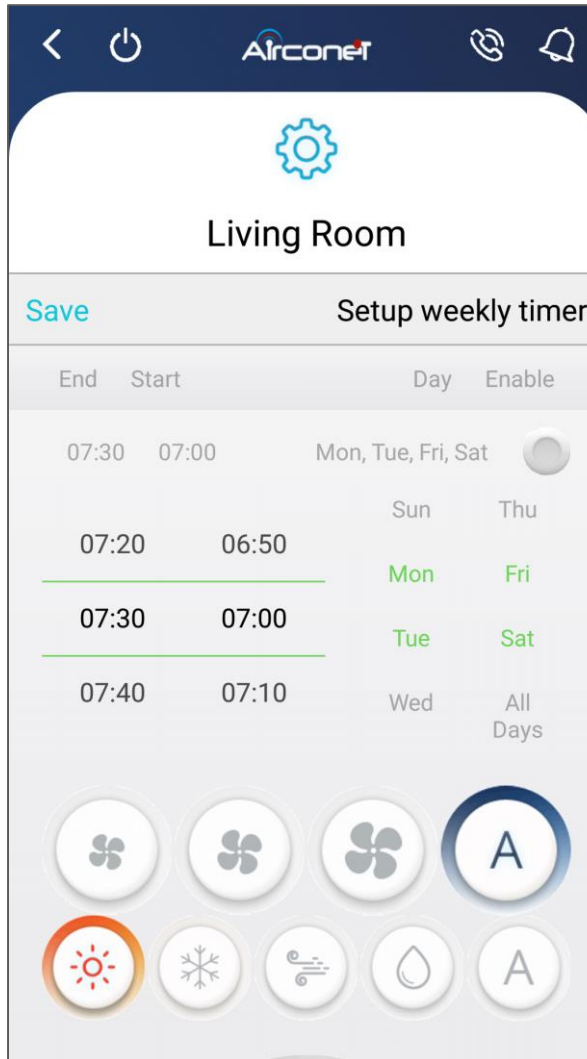 Airconet
Living Room
Save Setup weekly timer
End Start Day Enable
07:30 07:00 Mon, Tue, Fri, Sat
Sun Thu
07:20 06:50
Mon Fri
07:30 07:00
Tue Sat
07:40 07:10
Wed All
Days
A
A